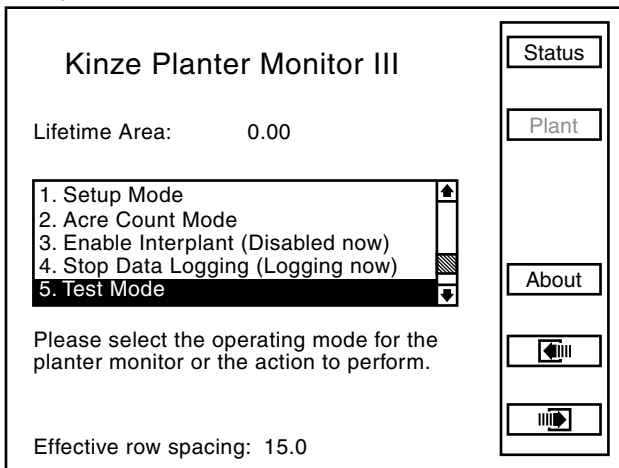 Kinze Planter Monitor III
Lifetime Area: 0.00
1. Setup Mode
2. Acre Count Mode
3. Enable Interplant (Disabled now)
4. Stop Data Logging (Logging now)
5. Test Mode
Please select the operating mode for the
planter monitor or the action to perform.
Effective row spacing: 15.0
Status
Plant
About